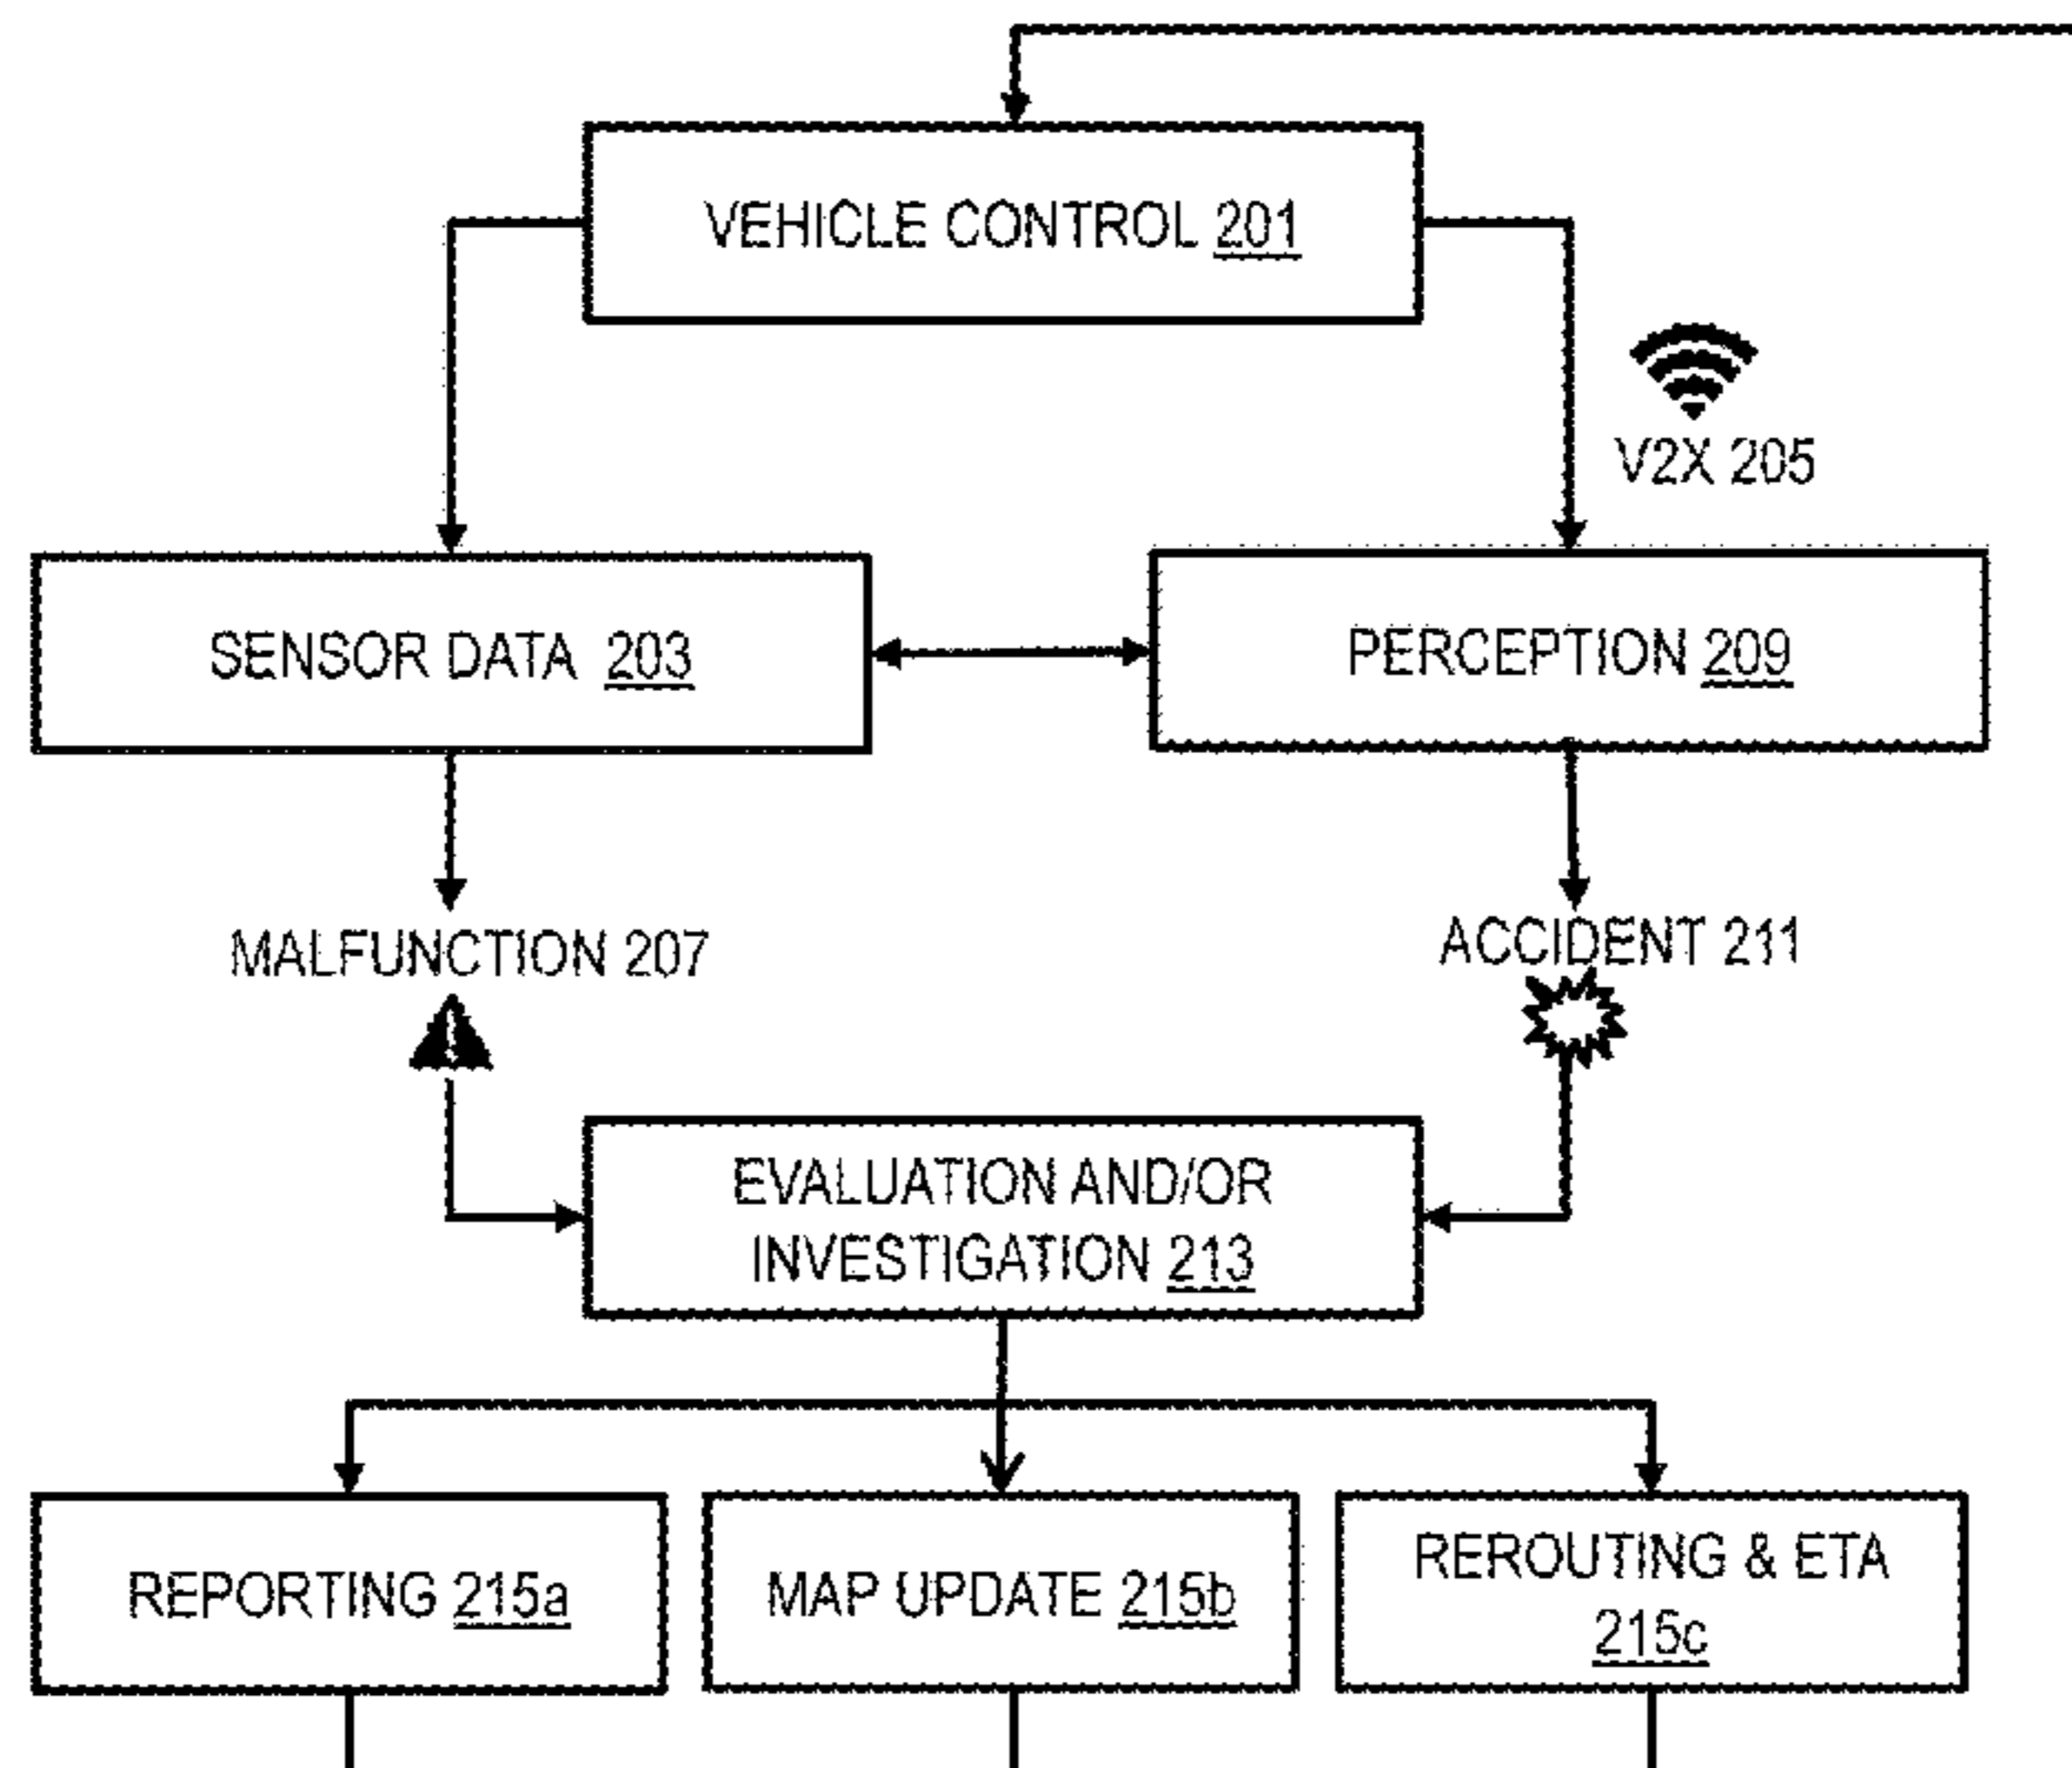 VEHICLE CONTROL 201
V2X 205
SENSOR DATA 203
PERCEPTION 209
MALFUNCTION 207
ACCIDENT 211
EVALUATION AND/OR
INVESTIGATION 213
REPORTING 215a
MAP UPDATE 215b
REROUTING & ETA
215c